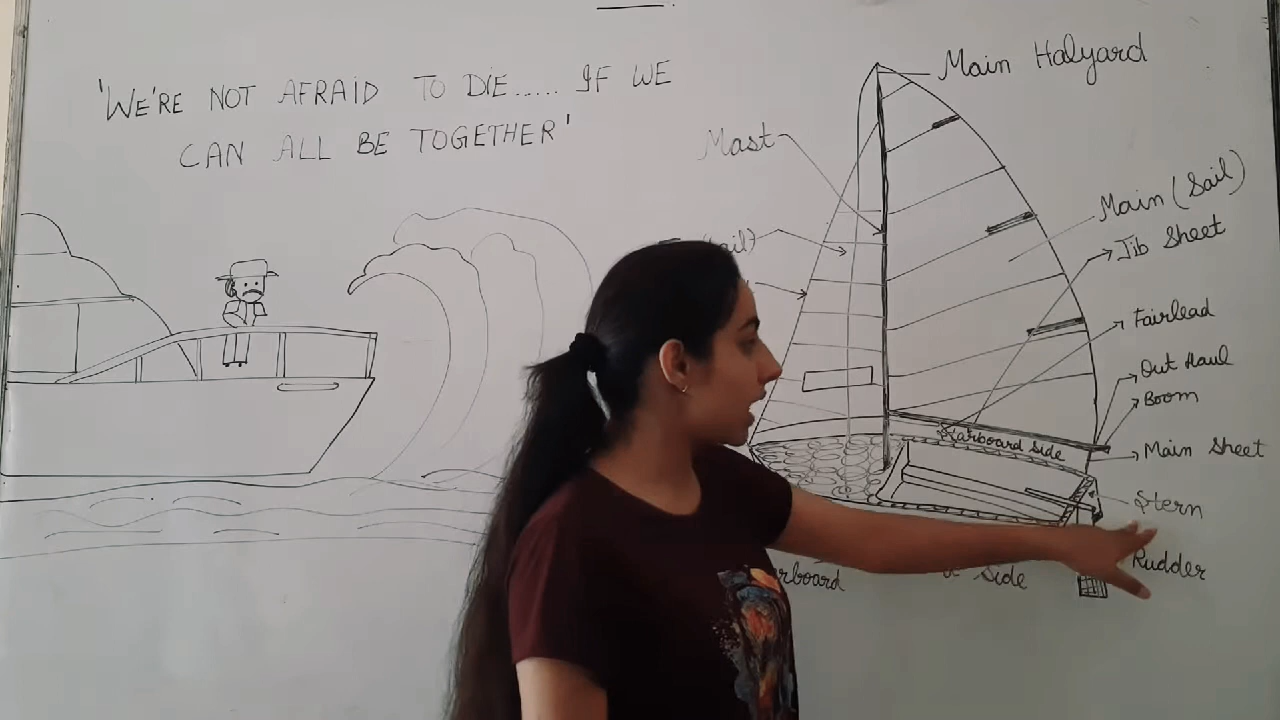 'WE'RE NOT AFRAID TO DIE..... IF WE
CAN ALL BE TOGETHER'
Main Halyard
Mast
Main (Sail)
Jib Sheet
Fairlead
Out Haul
Boom
Starboard Side
Main Sheet
Stern
Rudder
Side